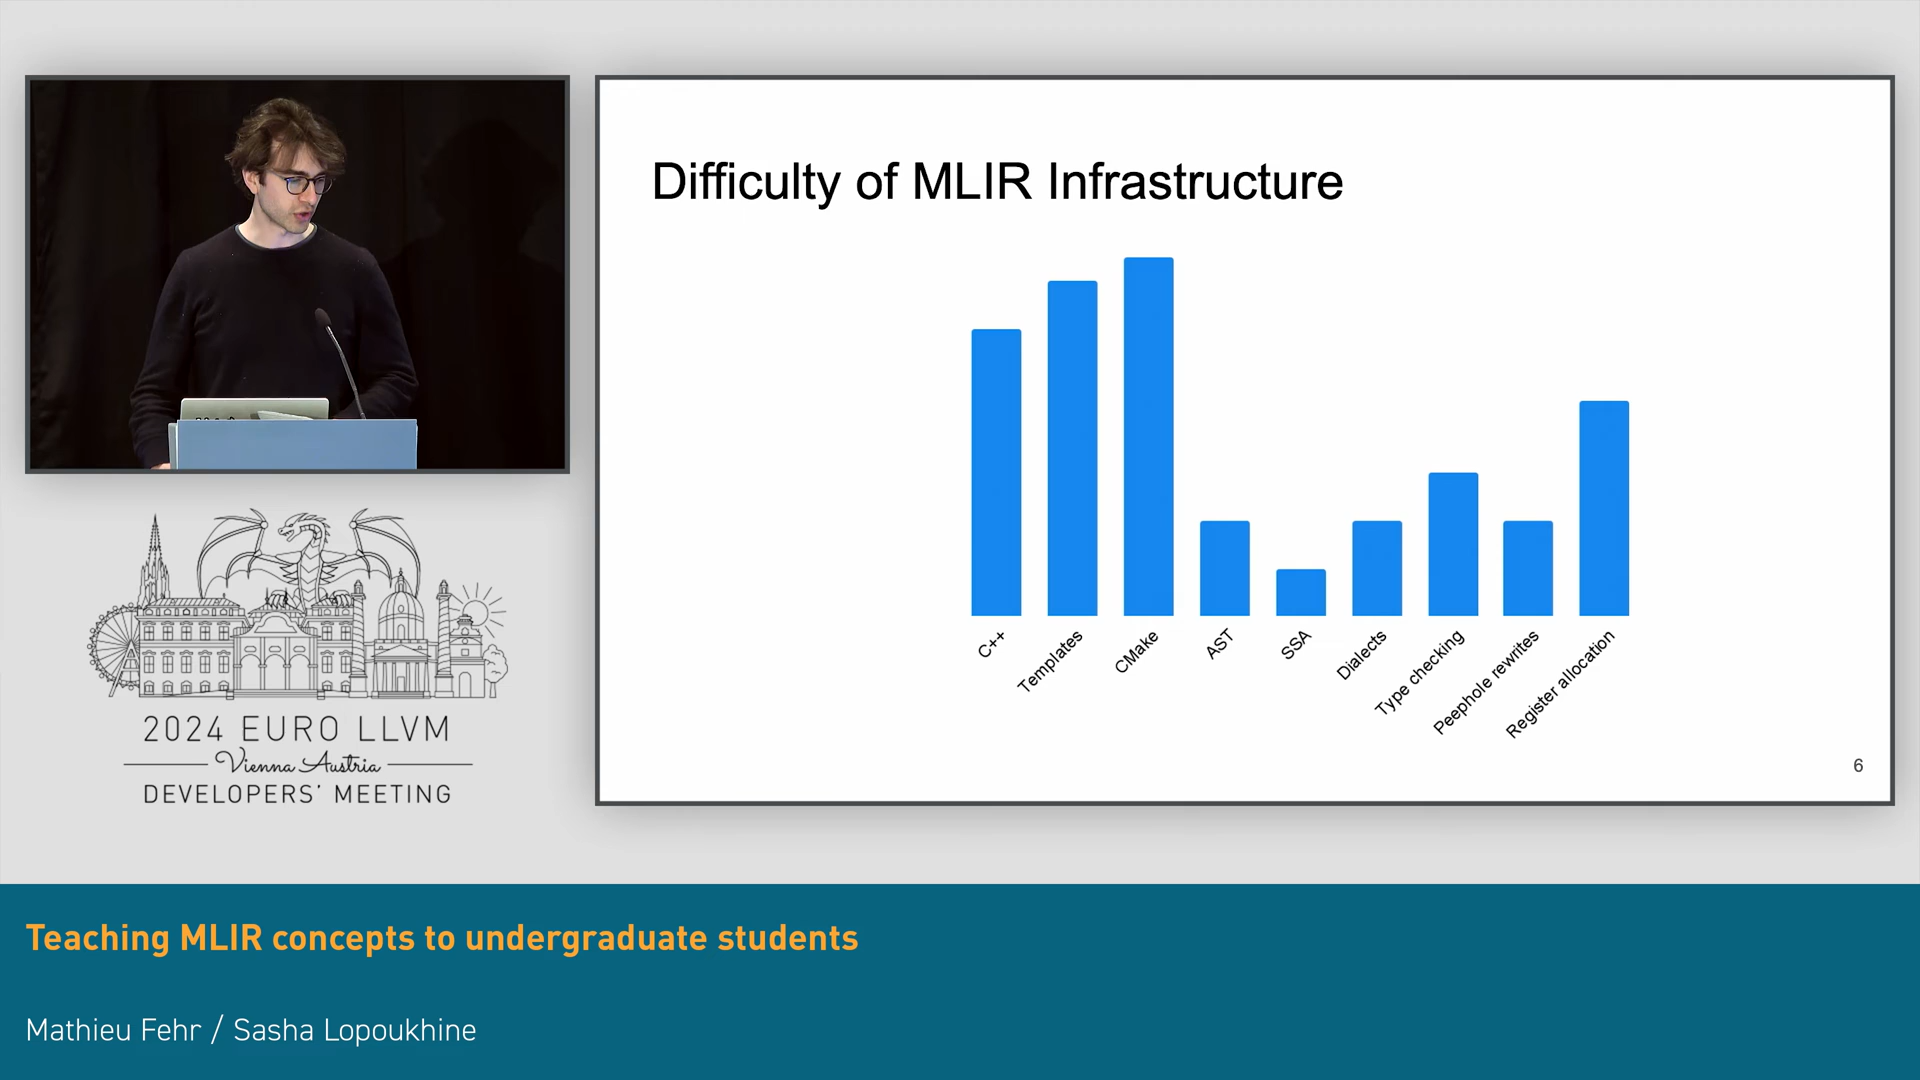 Difficulty of MLIR Infrastructure
C++
Templates
CMake
AST
SSA
Dialects
Type checking
Peephole rewrites
Register allocation
6
2024 EURO LLVM
Vienna Austria
DEVELOPERS' MEETING
Teaching MLIR concepts to undergraduate students
Mathieu Fehr / Sasha Lopoukhine